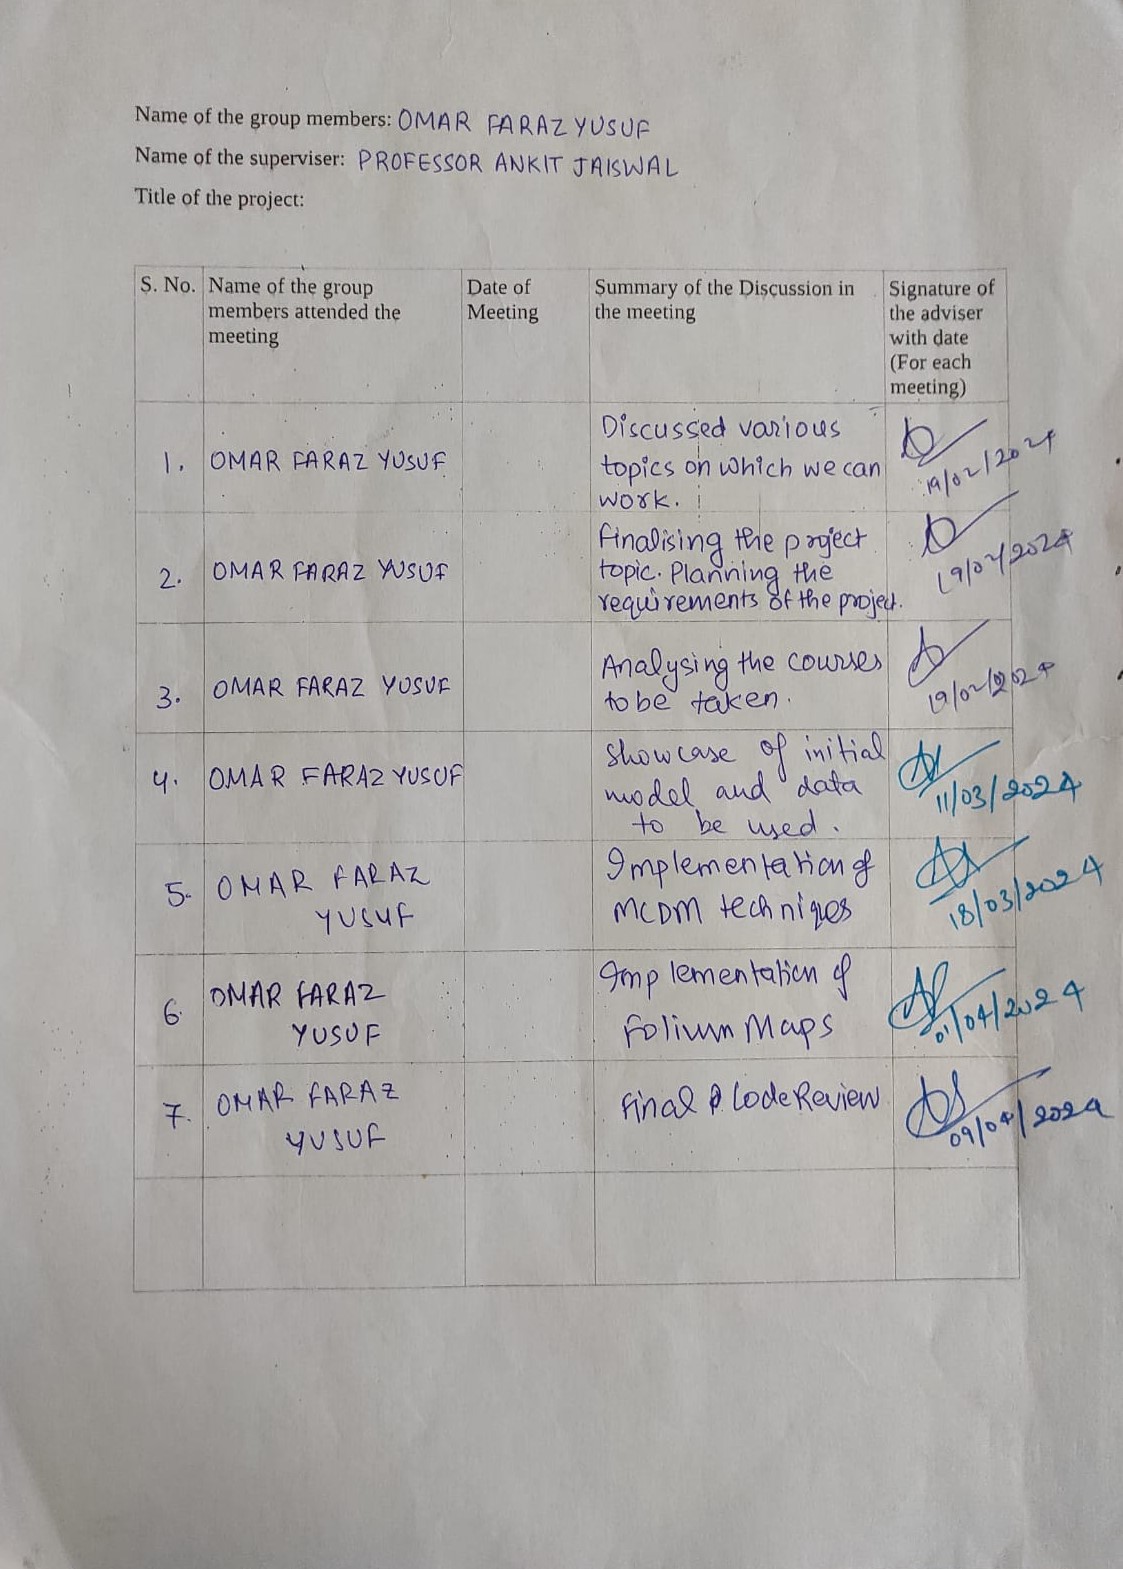 Name of the group members: OMAR FARAZ YUSUF
Name of the superviser: PROFESSOR ANKIT JAISWAL
Title of the project:
S. No.
Name of the group
members attended the
meeting
Date of
Meeting
Summary of the Discussion in
the meeting
Signature of
the adviser
with date
(For each
meeting)
1.
OMAR FARAZ YUSUF
Discussed various
topics on which we can
work.
19/02/2024
2.
OMAR FARAZ YUSUF
Finalising the project
topic. Planning the
requirements of the project.
19/02/2024
3.
OMAR FARAZ YUSUF
Analysing the courses
to be taken.
19/02/2024
4.
OMAR FARAZ YUSUF
Showcase of initial
model and data
to be used.
11/03/2024
5.
OMAR FARAZ
YUSUF
Implementation of
MCDM techniqes
18/03/2024
6.
OMAR FARAZ
YUSUF
Implementation of
Folium Maps
01/04/2024
7.
OMAR FARAZ
YUSUF
Final Code Review
09/04/2024